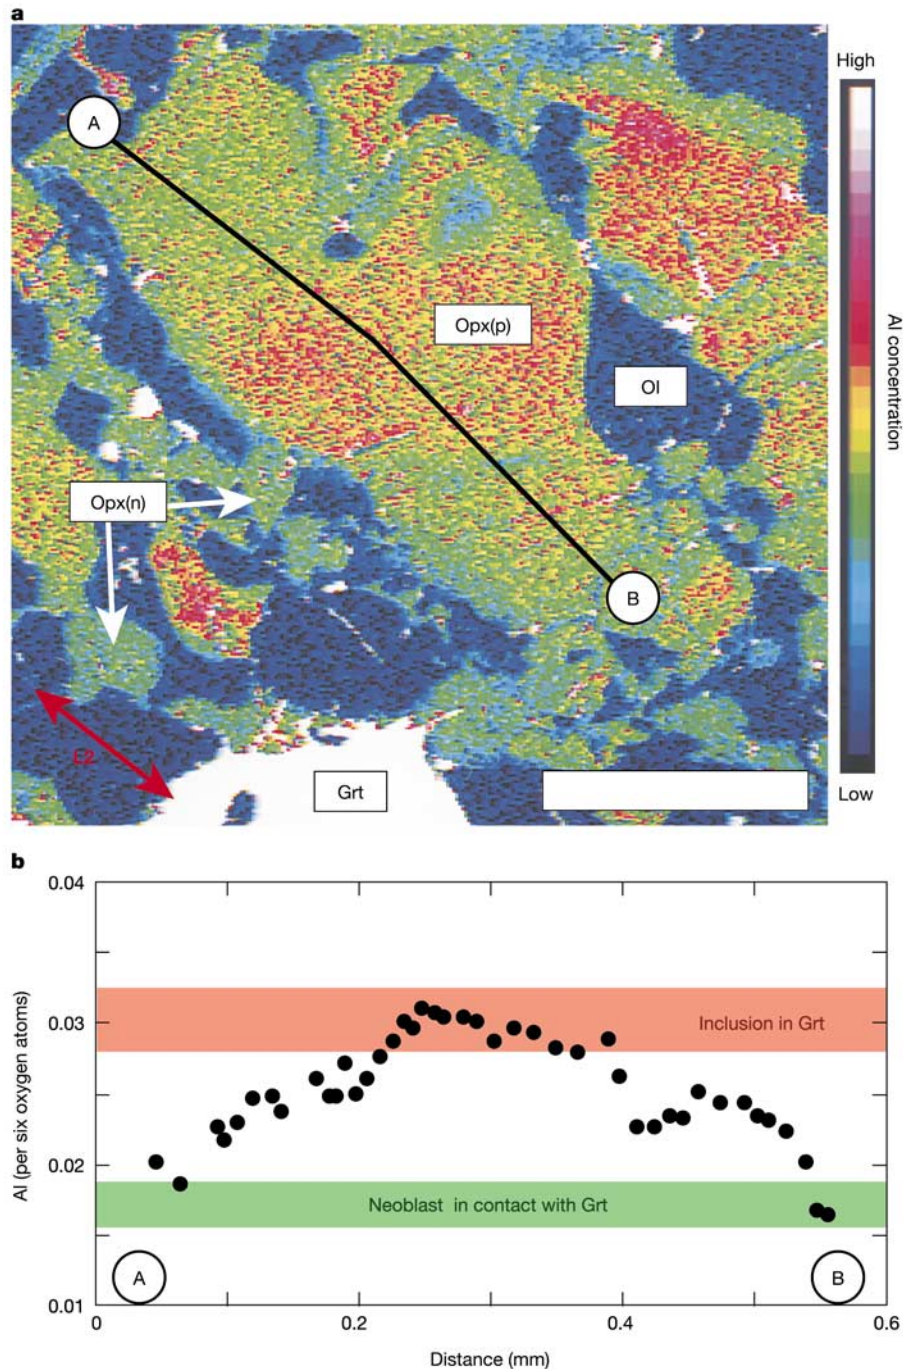 a
High
A
Opx(p)
Ol
Al concentration
Opx(n)
B
E2
Grt
Low
b
0.04
0.03
0.02
0.01
Al (per six oxygen atoms)
Inclusion in Grt
Neoblast in contact with Grt
A
B
0
0.2
0.4
0.6
Distance (mm)